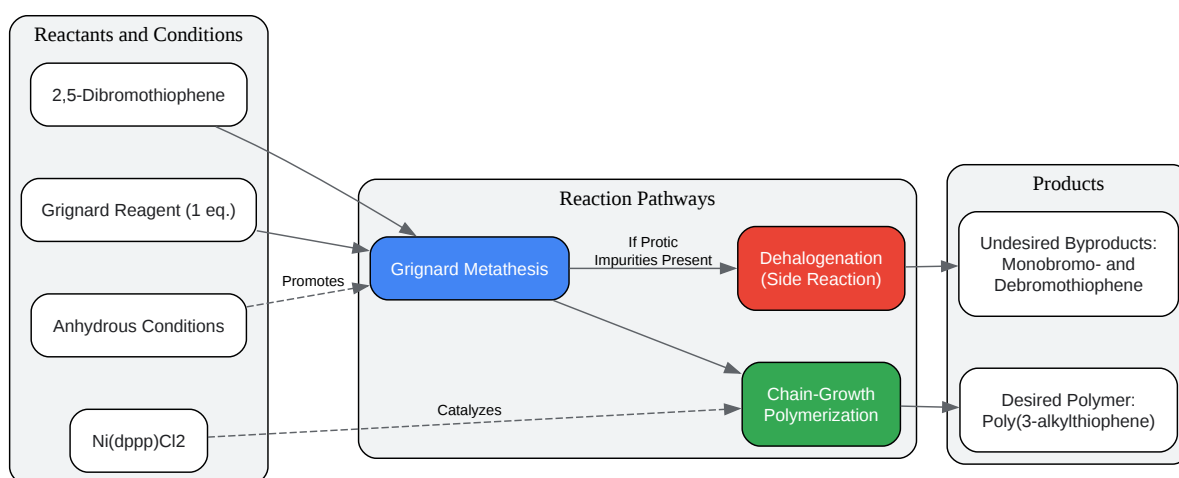 Reactants and Conditions
2,5-Dibromothiophene
Grignard Reagent (1 eq.)
Anhydrous Conditions
Ni(dppp)Cl2
Promotes
Catalyzes
Reaction Pathways
Grignard Metathesis
If Protic
Impurities Present
Dehalogenation
(Side Reaction)
Chain-Growth
Polymerization
Products
Undesired Byproducts:
Monobromo- and
Debromothiophene
Desired Polymer:
Poly(3-alkylthiophene)